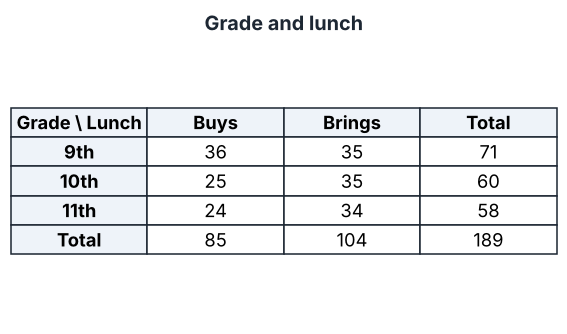 Grade and lunch
Grade \ Lunch Buys Brings Total
9th 36 35 71
10th 25 35 60
11th 24 34 58
Total 85 104 189